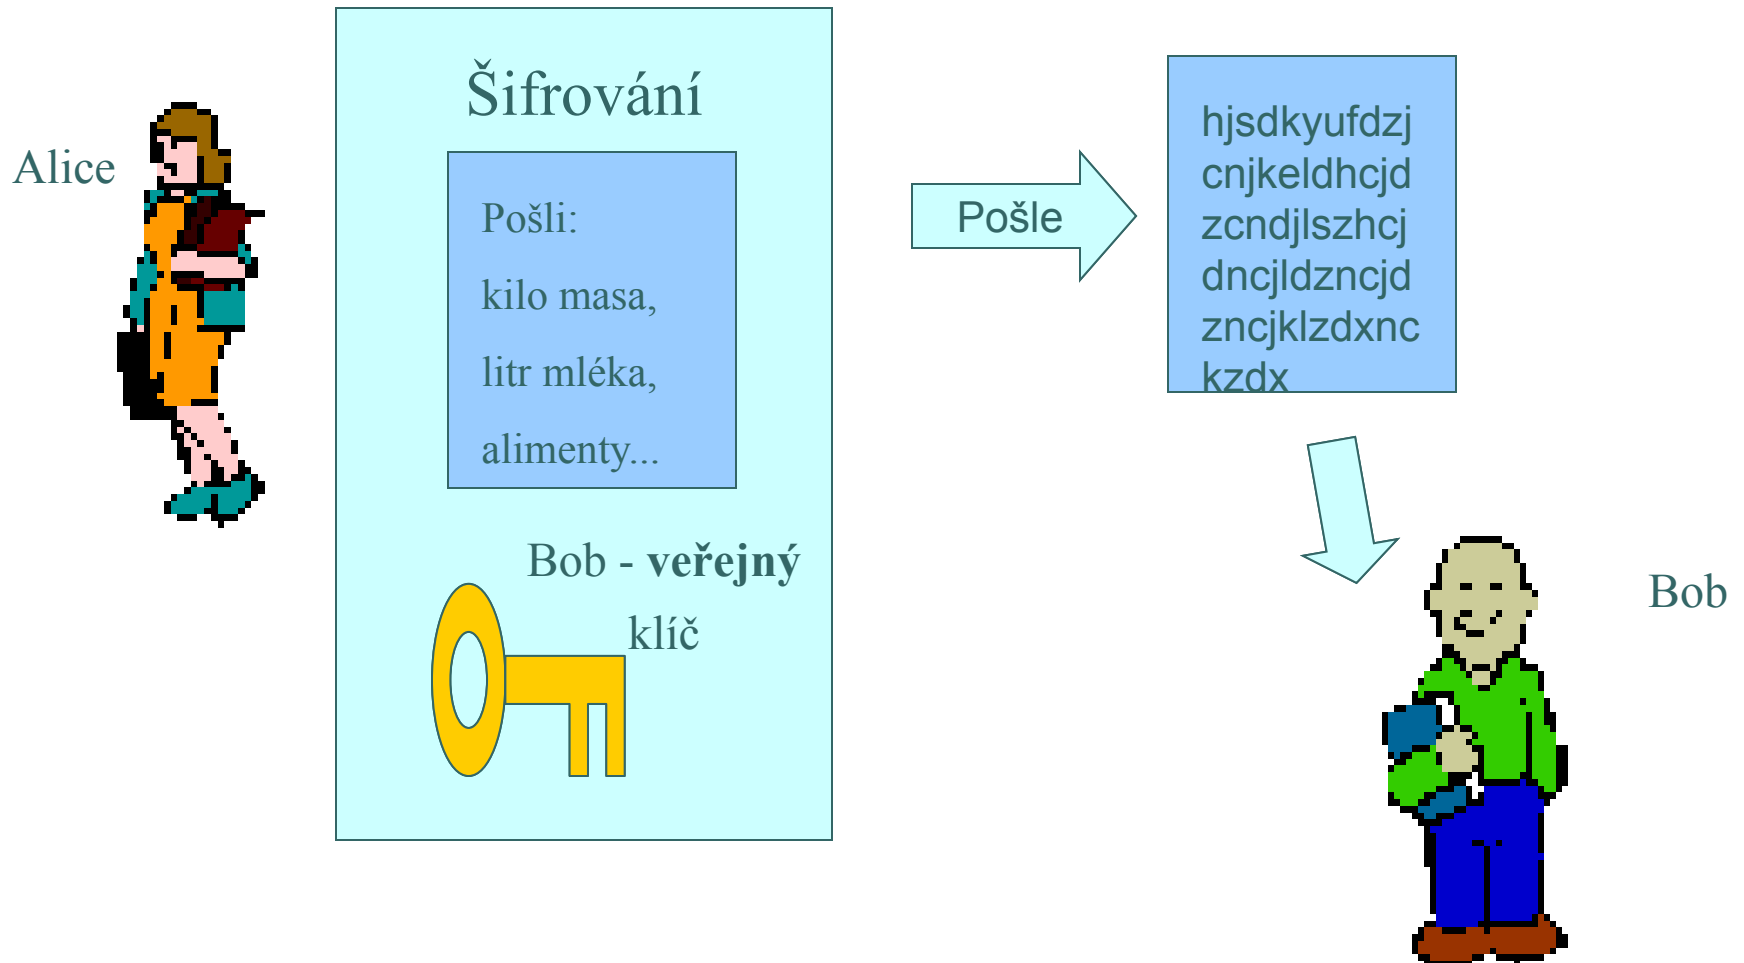 Alice
Šifrování
Pošli:
kilo masa,
litr mléka,
alimenty...
Bob - veřejný
klíč
Pošle
hjsdkyufdzj
cnjkeldhcjd
zcndjlszhcj
dncjldzncjd
zncjklzdxnc
kzdx
Bob